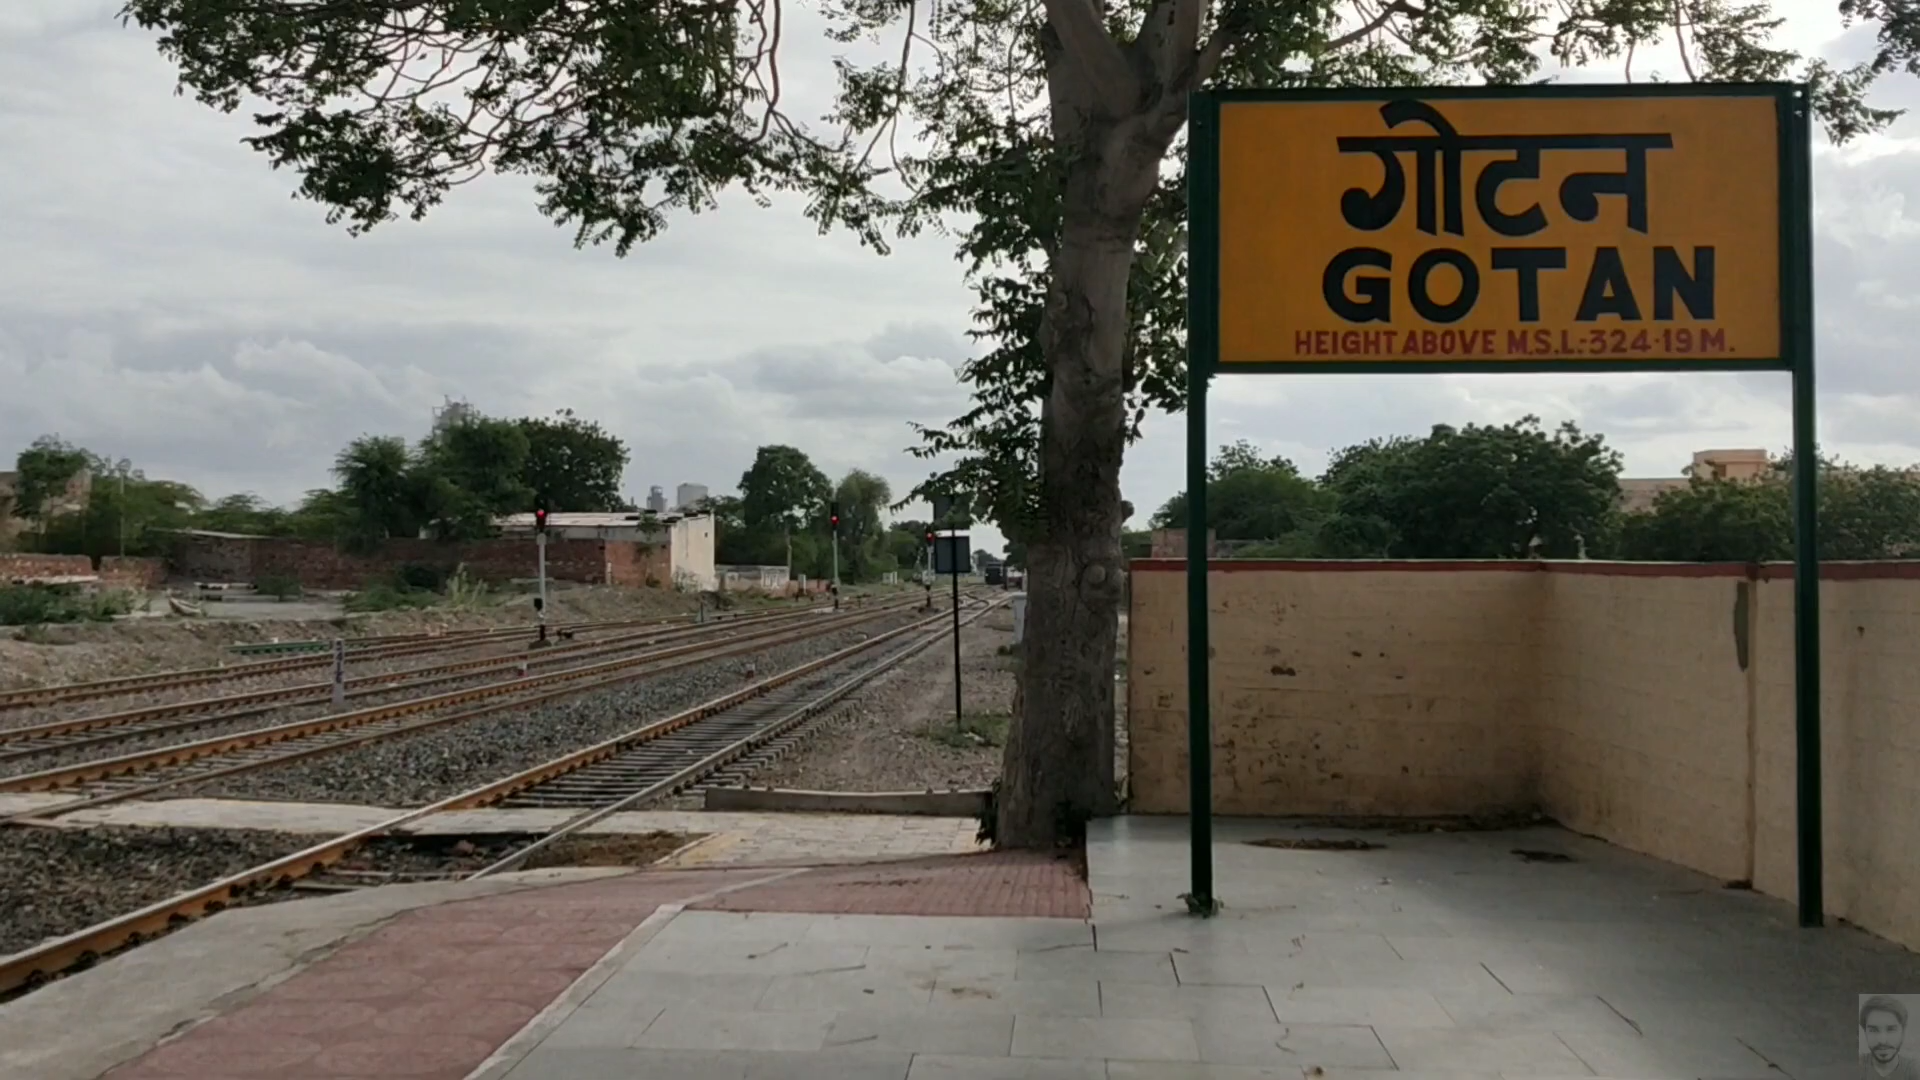 गोटन
GOTAN
HEIGHT ABOVE M.S.L:-324·19 M.